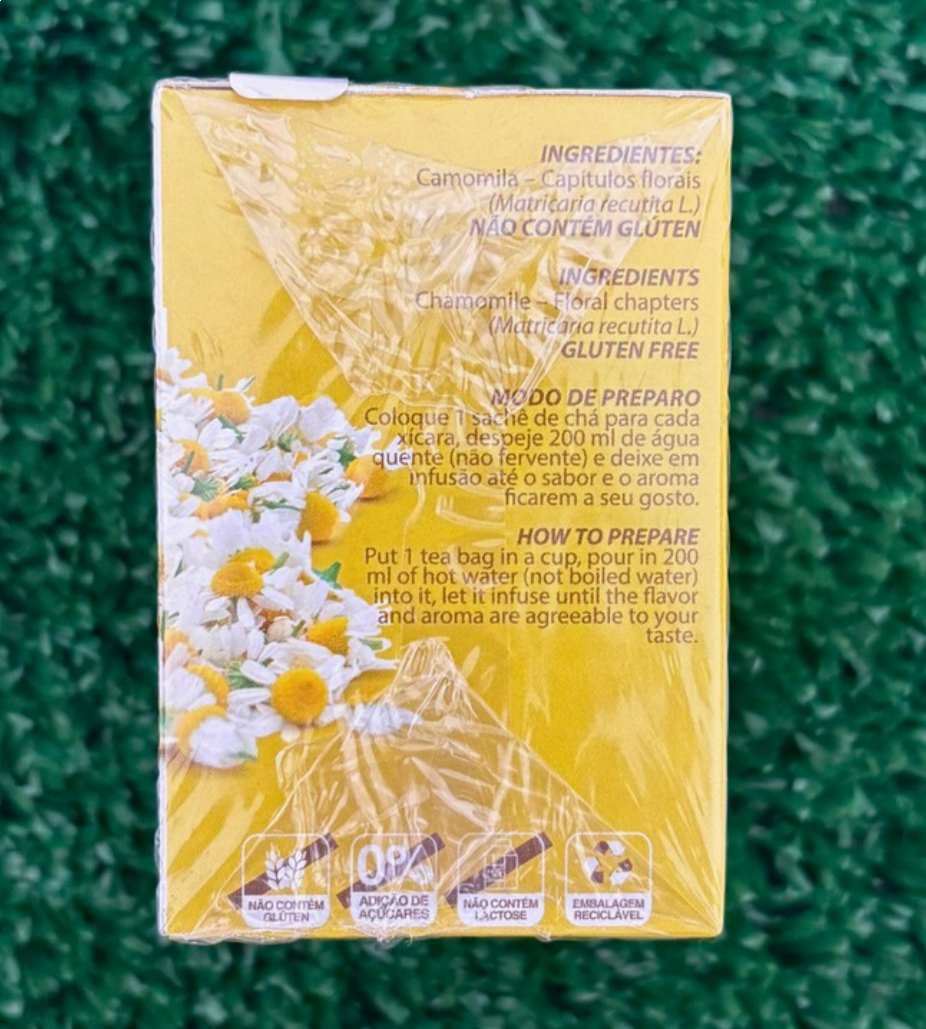 INGREDIENTES:
Camomila – Capítulos florais
(Matricaria recutita L.)
NÃO CONTÉM GLÚTEN
INGREDIENTS
Chamomile – Floral chapters
(Matricaria recutita L.)
GLUTEN FREE
MODO DE PREPARO
Coloque 1 sachê de chá para cada
xícara, despeje 200 ml de água
quente (não fervente) e deixe em
infusão até o sabor e o aroma
ficarem a seu gosto.
HOW TO PREPARE
Put 1 tea bag in a cup, pour in 200
ml of hot water (not boiled water)
into it, let it infuse until the flavor
and aroma are agreeable to your
taste.
NÃO CONTÉM
GLÚTEN
0%
ADIÇÃO DE
AÇÚCARES
NÃO CONTÉM
LACTOSE
EMBALAGEM
RECICLÁVEL